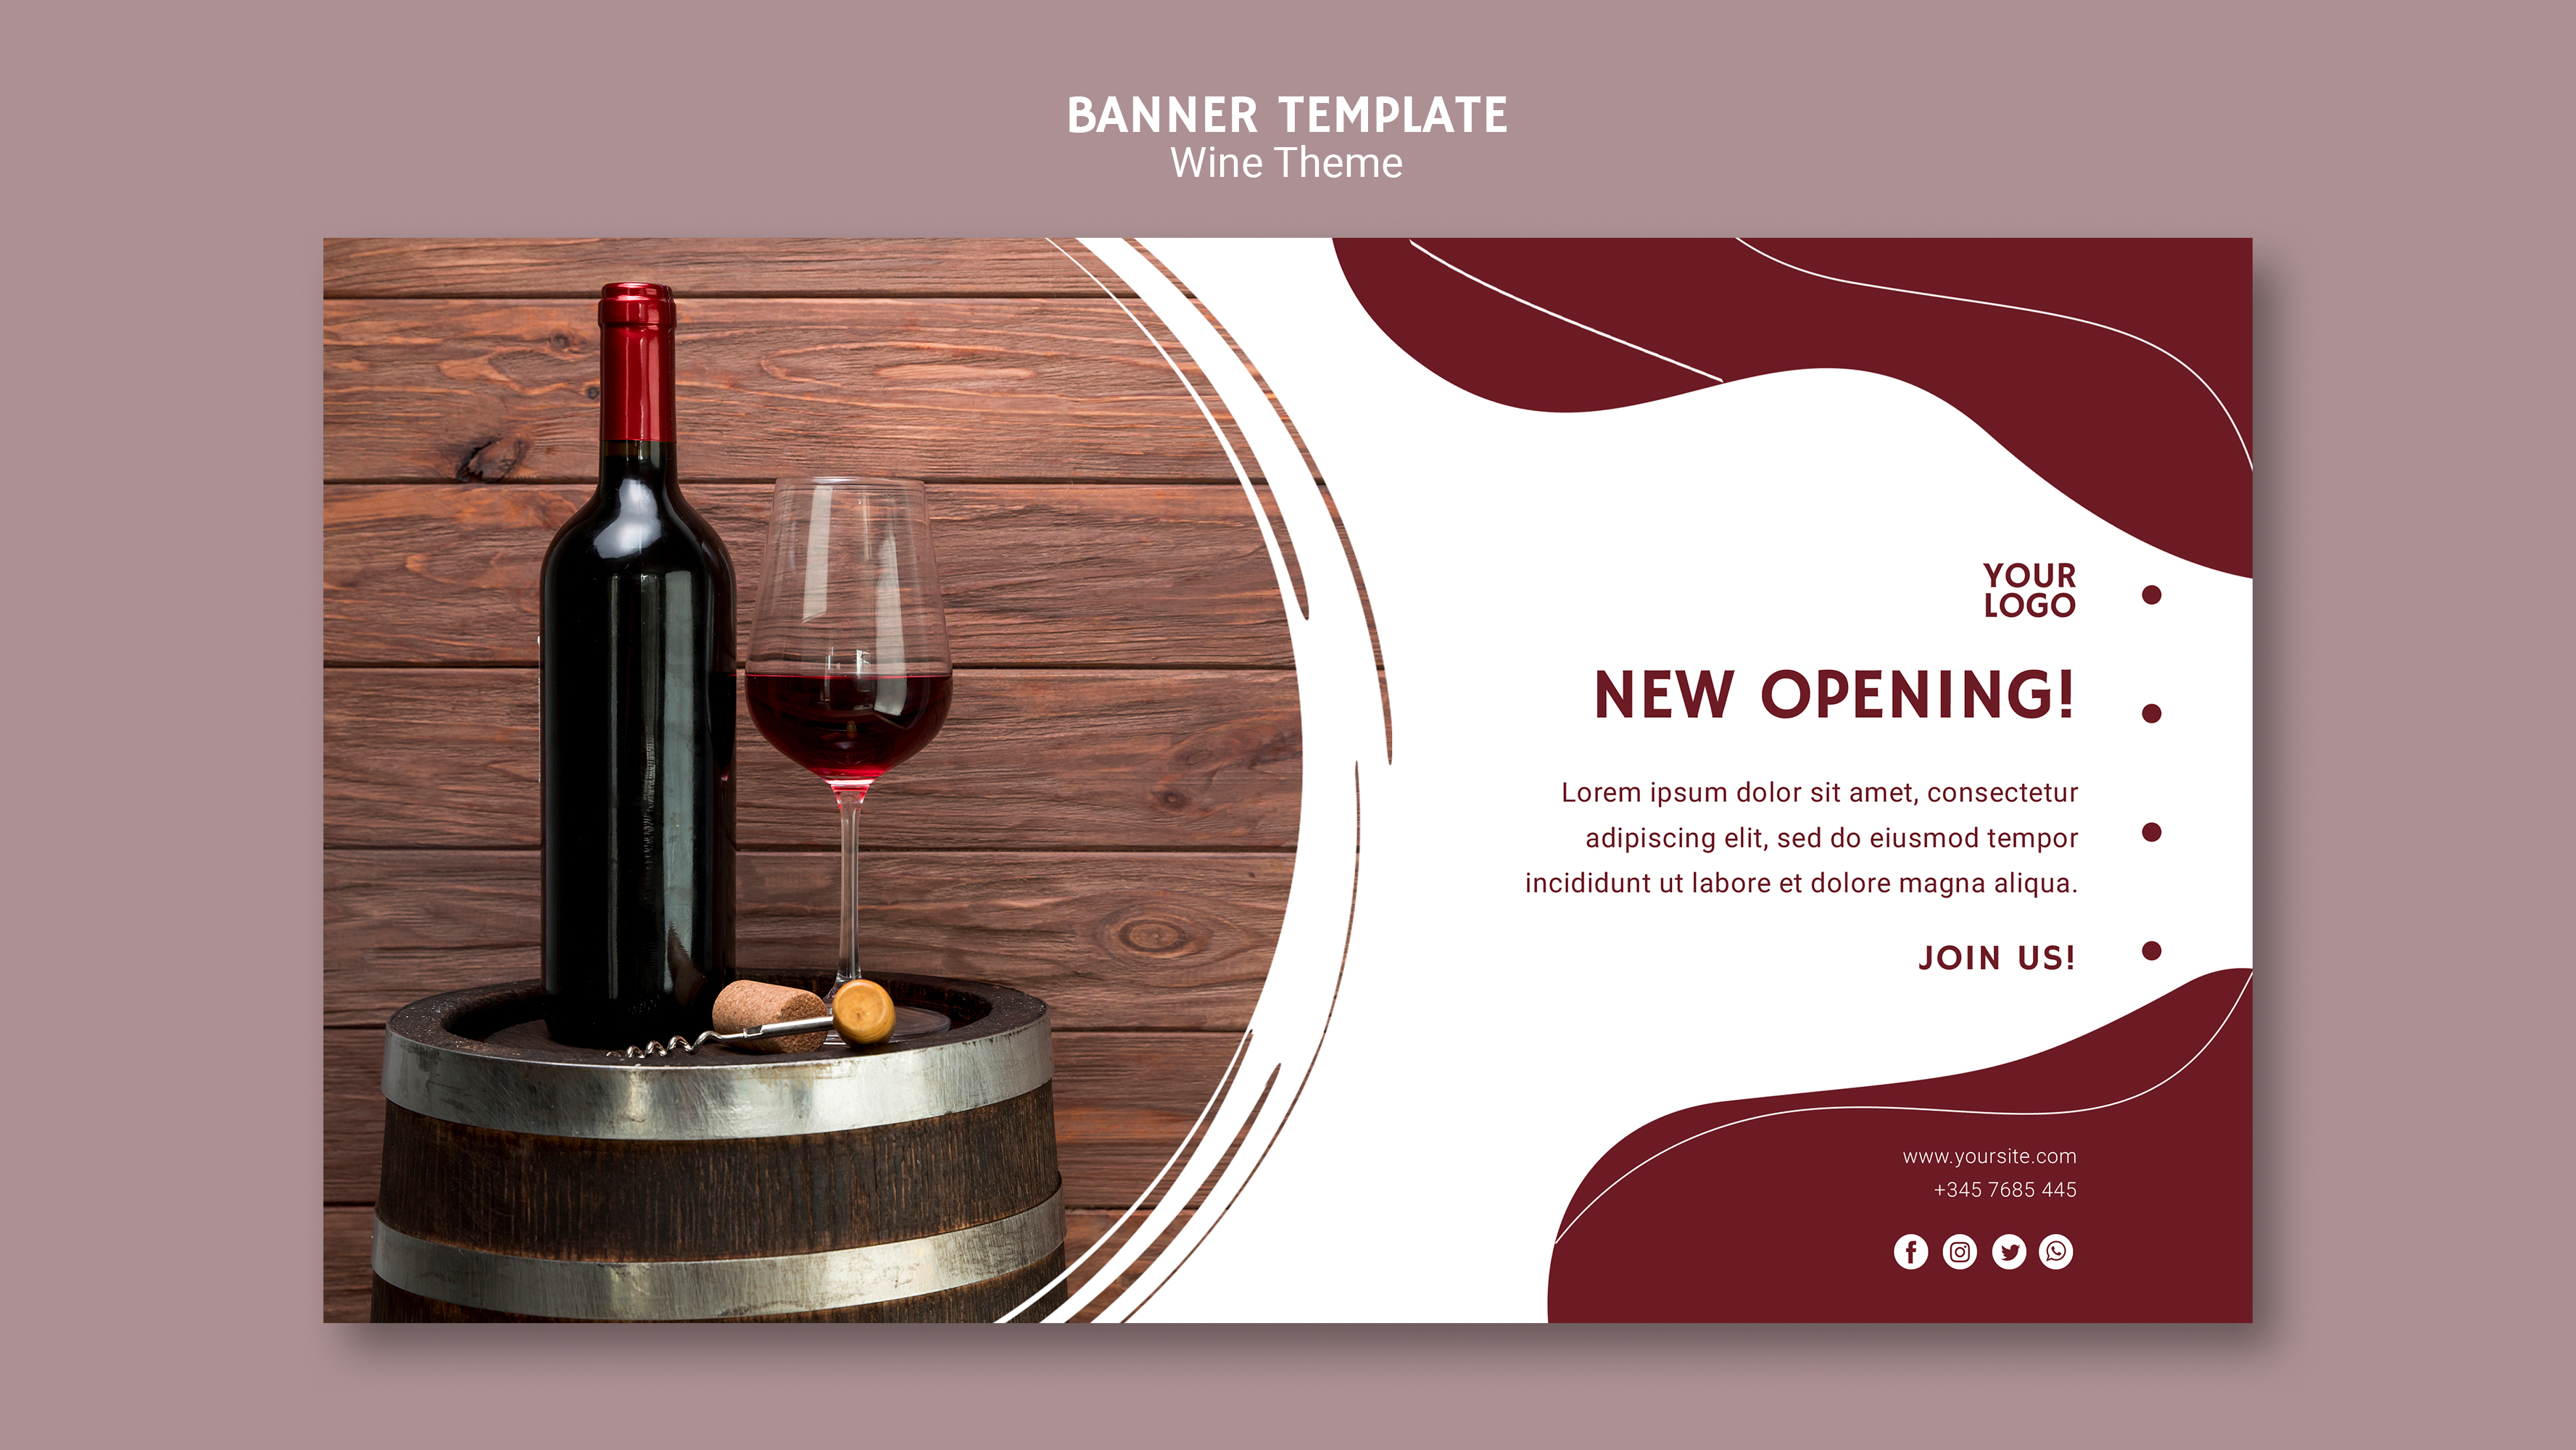 BANNER TEMPLATE
Wine Theme
YOUR
LOGO
NEW OPENING!
Lorem ipsum dolor sit amet, consectetur
adipiscing elit, sed do eiusmod tempor
incididunt ut labore et dolore magna aliqua.
JOIN US!
www.yoursite.com
+345 7685 445